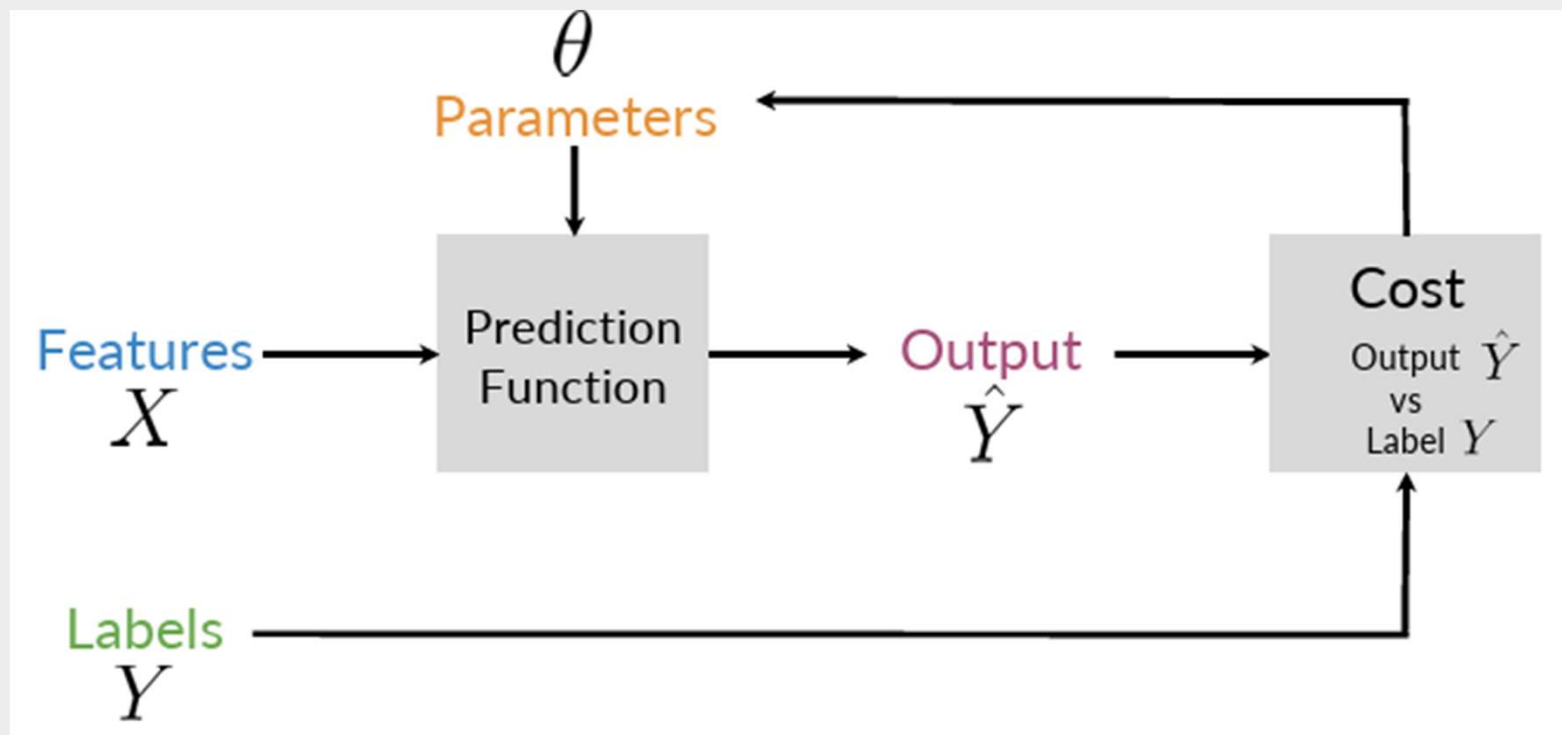 θ
Parameters
Features
X
Prediction
Function
Output
Ŷ
Cost
Output Ŷ
vs
Label Y
Labels
Y